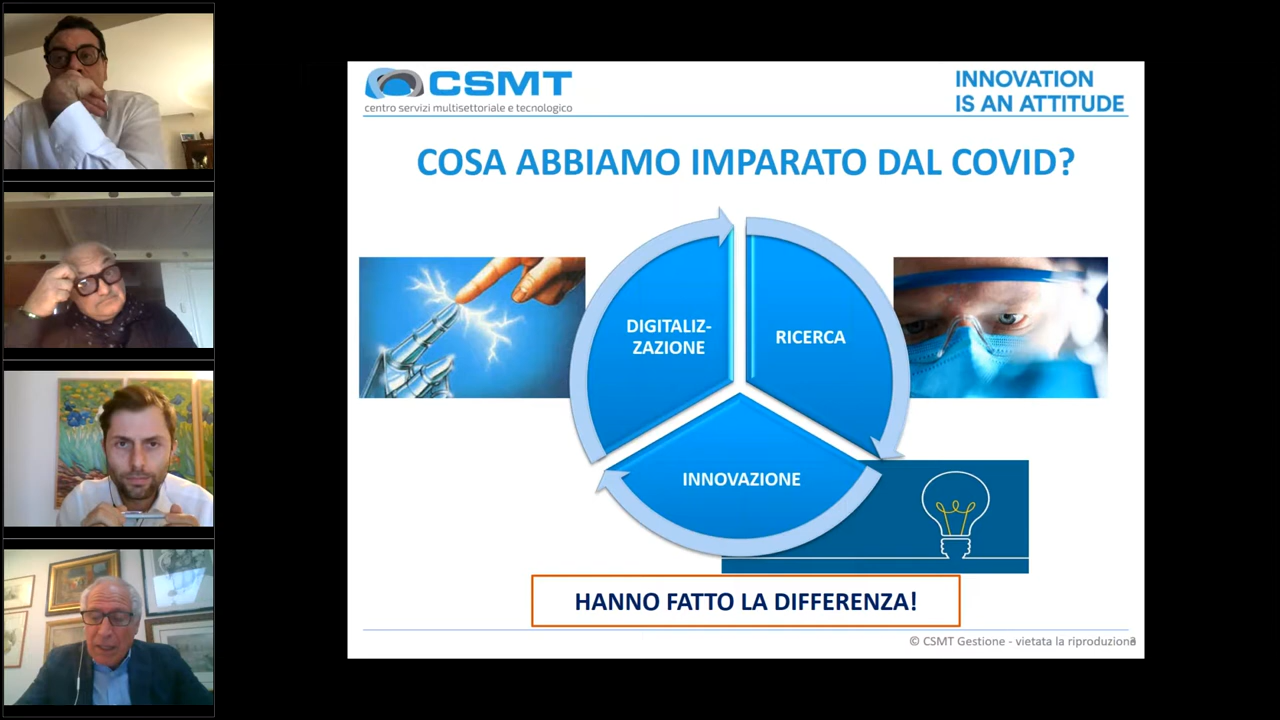 CSMT
centro servizi multisettoriale e tecnologico
INNOVATION
IS AN ATTITUDE
COSA ABBIAMO IMPARATO DAL COVID?
DIGITALIZ-
ZAZIONE
RICERCA
INNOVAZIONE
HANNO FATTO LA DIFFERENZA!
© CSMT Gestione - vietata la riproduzione